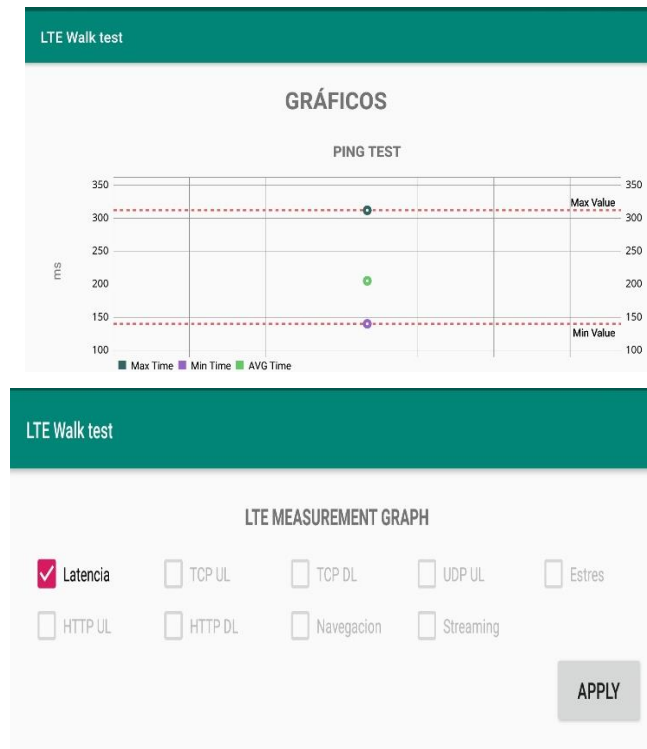 LTE Walk test
GRÁFICOS
PING TEST
350 350
Max Value
300 300
250 250
ms
200 200
150 150
Min Value
100 100
Max Time Min Time AVG Time
LTE Walk test
LTE MEASUREMENT GRAPH
Latencia TCP UL TCP DL UDP UL Estres
HTTP UL HTTP DL Navegacion Streaming
APPLY